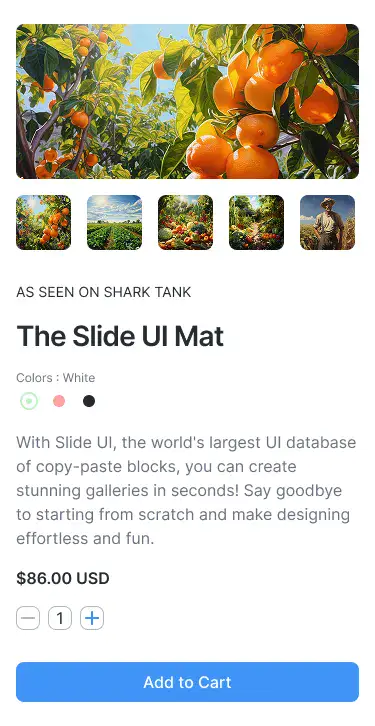 AS SEEN ON SHARK TANK
The Slide UI Mat
Colors : White
With Slide UI, the world's largest UI database
of copy-paste blocks, you can create
stunning galleries in seconds! Say goodbye
to starting from scratch and make designing
effortless and fun.
$86.00 USD
1
Add to Cart